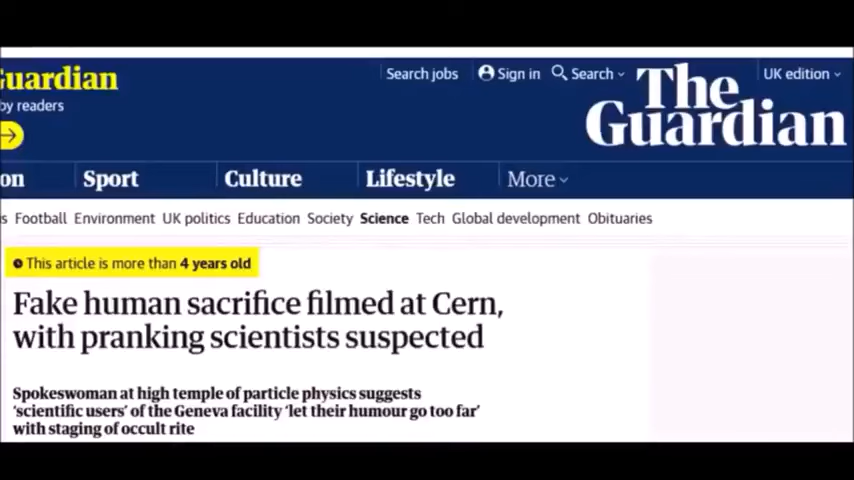 Guardian
by readers
Search jobs
Sign in
Search
UK edition
The
Guardian
on
Sport
Culture
Lifestyle
More
s Football Environment UK politics Education Society Science Tech Global development Obituaries
This article is more than 4 years old
Fake human sacrifice filmed at Cern,
with pranking scientists suspected
Spokeswoman at high temple of particle physics suggests
‘scientific users’ of the Geneva facility ‘let their humour go too far’
with staging of occult rite